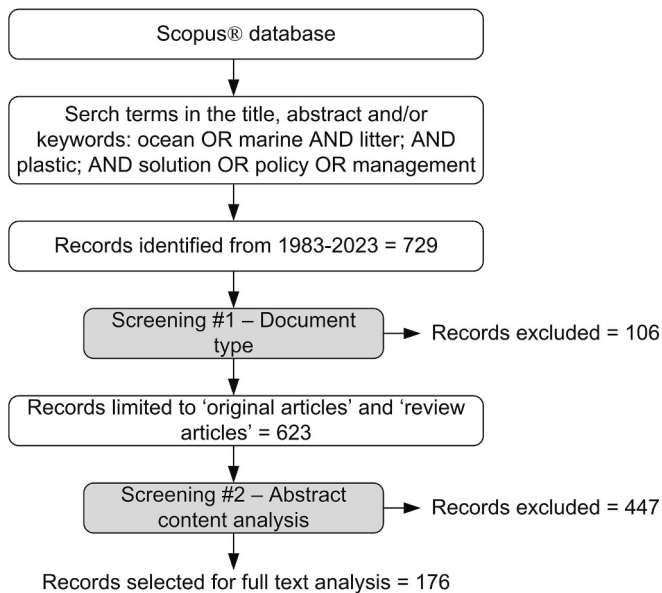 Scopus® database
Serch terms in the title, abstract and/or
keywords: ocean OR marine AND litter; AND
plastic; AND solution OR policy OR management
Records identified from 1983-2023 = 729
Screening #1 – Document
type
Records excluded = 106
Records limited to ‘original articles’ and ‘review
articles’ = 623
Screening #2 – Abstract
content analysis
Records excluded = 447
Records selected for full text analysis = 176